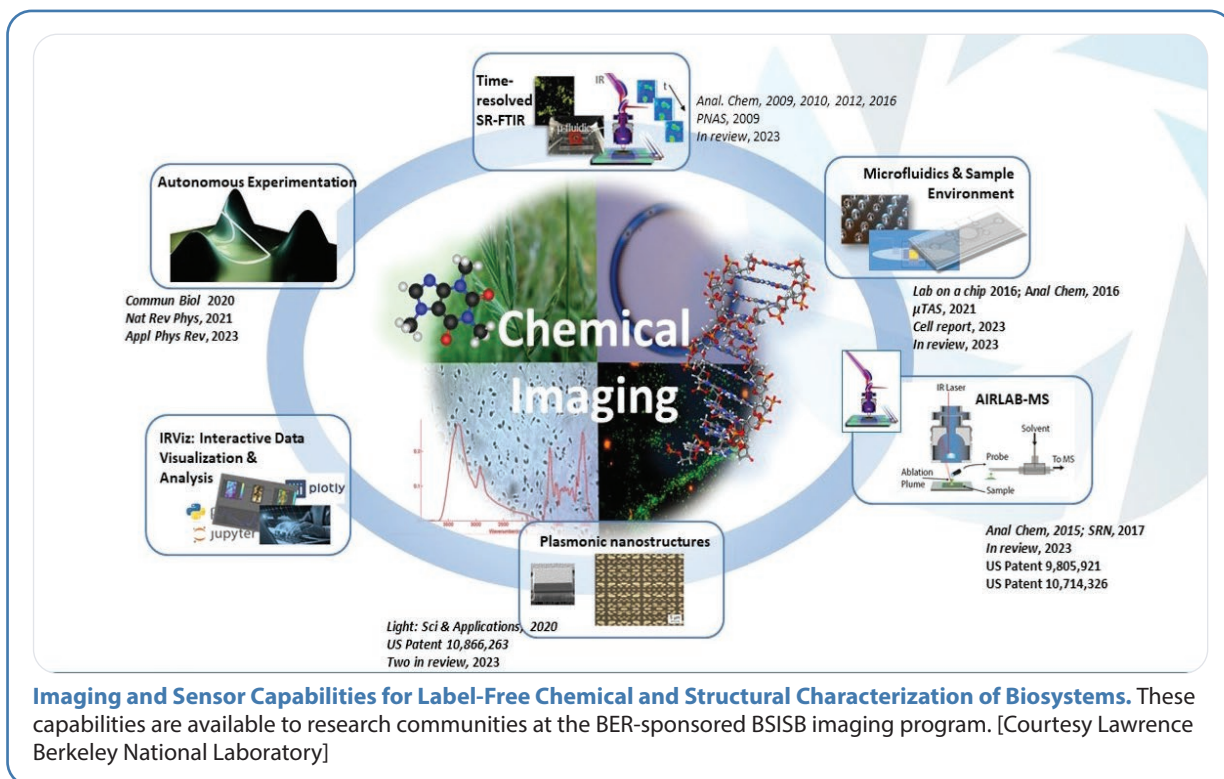 Time-
resolved
SR-FTIR
IR
t
μ-fluidic
Anal. Chem, 2009, 2010, 2012, 2016
PNAS, 2009
In review, 2023
Autonomous Experimentation
Commun Biol 2020
Nat Rev Phys, 2021
Appl Phys Rev, 2023
Microfluidics & Sample
Environment
Lab on a chip 2016; Anal Chem, 2016
μTAS, 2021
Cell report, 2023
In review, 2023
Chemical
Imaging
AIRLAB-MS
IR Laser
Solvent
Probe
To MS
Ablation
Plume
Sample
Anal Chem, 2015; SRN, 2017
In review, 2023
US Patent 9,805,921
US Patent 10,714,326
IRViz: Interactive Data
Visualization &
Analysis
plotly
jupyter
Plasmonic nanostructures
Light: Sci & Applications, 2020
US Patent 10,866,263
Two in review, 2023
Imaging and Sensor Capabilities for Label-Free Chemical and Structural Characterization of Biosystems. These
capabilities are available to research communities at the BER-sponsored BSISB imaging program. [Courtesy Lawrence
Berkeley National Laboratory]